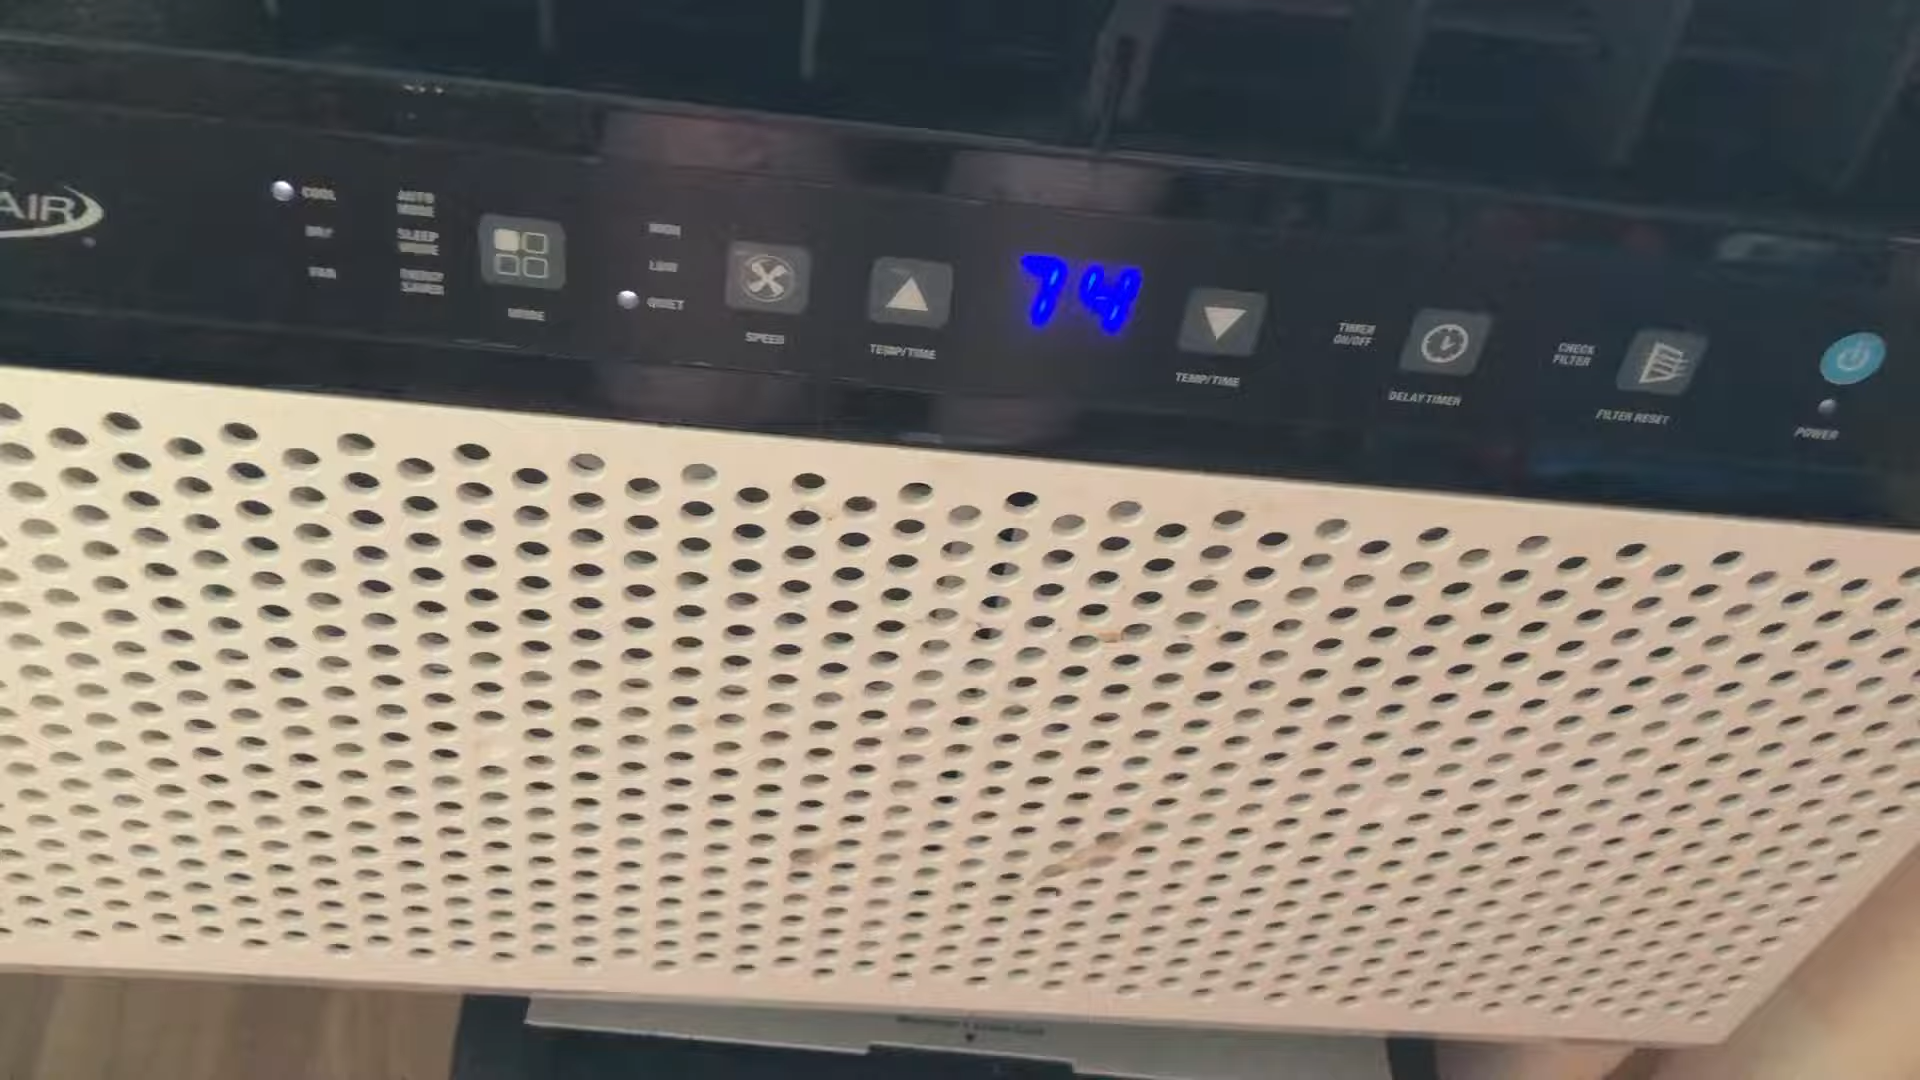 AIR
COOL
DRY
FAN
AUTO
MODE
SLEEP
MODE
ENERGY
SAVER
MODE
HIGH
LOW
QUIET
SPEED
TEMP/TIME
74
TEMP/TIME
TIMER
ON/OFF
DELAY TIMER
CHECK
FILTER
FILTER RESET
POWER